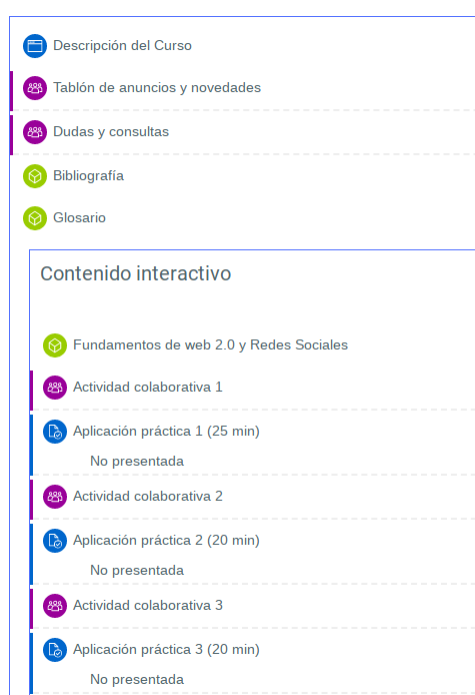 Descripción del Curso
Tablón de anuncios y novedades
Dudas y consultas
Bibliografía
Glosario
Contenido interactivo
Fundamentos de web 2.0 y Redes Sociales
Actividad colaborativa 1
Aplicación práctica 1 (25 min)
No presentada
Actividad colaborativa 2
Aplicación práctica 2 (20 min)
No presentada
Actividad colaborativa 3
Aplicación práctica 3 (20 min)
No presentada